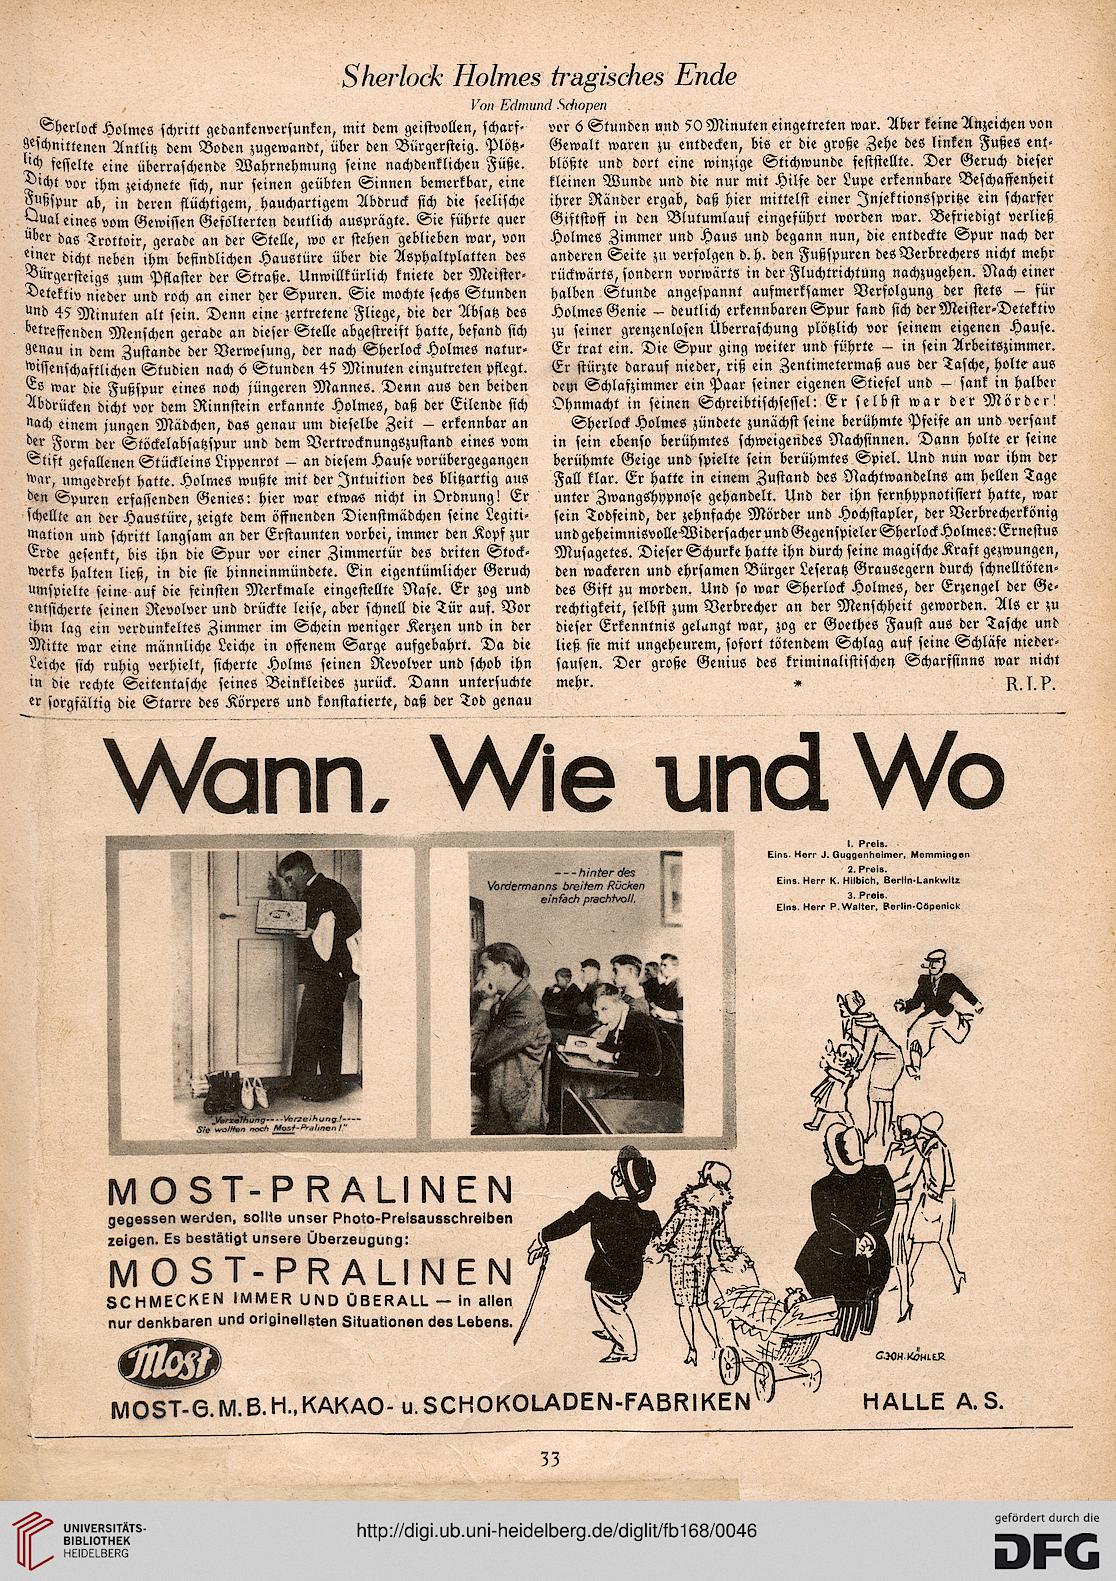 Sherlock Holmes tragisches Ende
Von Edmund Schopen
Sherlock Holmes schritt gedankenversunken, mit dem geistvollen, scharf-
geschnittenen Antlitz dem Boden zugewandt, über den Bürgersteig. Plötz-
lich fesselte eine überraschende Wahrnehmung seine nachdenklichen Füße.
Dicht vor ihm zeichnete sich, nur seinen geübten Sinnen bemerkbar, eine
Fußspur ab, in deren flüchtigem, hauchartigem Abdruck sich die seelische
Qual eines vom Gewissen Gefolterten deutlich ausprägte. Sie führte quer
über das Trottoir, gerade an der Stelle, wo er stehen geblieben war, von
einer dicht neben ihm befindlichen Haustüre über die Asphaltplatten des
Bürgersteigs zum Pflaster der Straße. Unwillkürlich kniete der Meister-
Detektiv nieder und roch an einer der Spuren. Sie mochte sechs Stunden
und 45 Minuten alt sein. Denn eine zertretene Fliege, die der Absatz des
betreffenden Menschen gerade an dieser Stelle abgestreift hatte, befand sich
genau in dem Zustande der Verwesung, der nach Sherlock Holmes natur-
wissenschaftlichen Studien nach 6 Stunden 45 Minuten einzutreten pflegt.
Es war die Fußspur eines noch jüngeren Mannes. Denn aus den beiden
Abdrücken dicht vor dem Rinnstein erkannte Holmes, daß der Eilende sich
nach einem jungen Mädchen, das genau um dieselbe Zeit — erkennbar an
der Form der Stöckelabsatzspur und dem Vertrocknungszustand eines vom
Stift gefallenen Stückleins Lippenrot — an diesem Hause vorübergegangen
war, umgedreht hatte. Holmes wußte mit der Intuition des blitzartig aus
den Spuren erfassenden Genies: hier war etwas nicht in Ordnung! Er
schellte an der Haustüre, zeigte dem öffnenden Dienstmädchen seine Legiti-
mation und schritt langsam an der Erstaunten vorbei, immer den Kopf zur
Erde gesenkt, bis ihn die Spur vor einer Zimmertür des driten Stock-
werks halten ließ, in die sie hinneinmündete. Ein eigentümlicher Geruch
umspielte seine auf die feinsten Merkmale eingestellte Nase. Er zog und
entsicherte seinen Revolver und drückte leise, aber schnell die Tür auf. Vor
ihm lag ein verdunkeltes Zimmer im Schein weniger Kerzen und in der
Mitte war eine männliche Leiche in offenem Sarge aufgebahrt. Da die
Leiche sich ruhig verhielt, sicherte Holms seinen Revolver und schob ihn
in die rechte Seitentasche seines Beinkleides zurück. Dann untersuchte
er sorgfältig die Starre des Körpers und konstatierte, daß der Tod genau
vor 6 Stunden und 50 Minuten eingetreten war. Aber keine Anzeichen von
Gewalt waren zu entdecken, bis er die große Zehe des linken Fußes ent-
blößte und dort eine winzige Stichwunde feststellte. Der Geruch dieser
kleinen Wunde und die nur mit Hilfe der Lupe erkennbare Beschaffenheit
ihrer Ränder ergab, daß hier mittelst einer Injektionsspritze ein scharfer
Giftstoff in den Blutumlauf eingeführt worden war. Befriedigt verließ
Holmes Zimmer und Haus und begann nun, die entdeckte Spur nach der
anderen Seite zu verfolgen d. h. den Fußspuren des Verbrechers nicht mehr
rückwärts, sondern vorwärts in der Fluchtrichtung nachzugehen. Nach einer
halben Stunde angespannt aufmerksamer Verfolgung der stets — für
Holmes Genie — deutlich erkennbaren Spur fand sich der Meister-Detektiv
zu seiner grenzenlosen Überraschung plötzlich vor seinem eigenen Hause.
Er trat ein. Die Spur ging weiter und führte — in sein Arbeitszimmer.
Er stürzte darauf nieder, riß ein Zentimetermaß aus der Tasche, holte aus
dem Schlafzimmer ein Paar seiner eigenen Stiefel und — sank in halber
Ohnmacht in seinen Schreibtischsessel: Er selbst war der Mörder!
Sherlock Holmes zündete zunächst seine berühmte Pfeife an und versank
in sein ebenso berühmtes schweigendes Nachsinnen. Dann holte er seine
berühmte Geige und spielte sein berühmtes Spiel. Und nun war ihm der
Fall klar. Er hatte in einem Zustand des Nachtwandelns am hellen Tage
unter Zwangshypnose gehandelt. Und der ihn fernhypnotisiert hatte, war
sein Todfeind, der zehnfache Mörder und Hochstapler, der Verbrecherkönig
und geheimnisvolle Widersacher und Gegenspieler Sherlock Holmes: Ernestus
Musagetes. Dieser Schurke hatte ihn durch seine magische Kraft gezwungen,
den wackeren und ehrsamen Bürger Leseratz Grausegern durch schnelltöten-
des Gift zu morden. Und so war Sherlock Holmes, der Erzengel der Ge-
rechtigkeit, selbst zum Verbrecher an der Menschheit geworden. Als er zu
dieser Erkenntnis gelangt war, zog er Goethes Faust aus der Tasche und
ließ sie mit ungeheurem, sofort tötendem Schlag auf seine Schläfe nieder-
sausen. Der große Genius des kriminalistischen Scharfsinns war nicht
mehr. * R. I. P.
Wann, Wie und Wo
"Verzeihung----Verzeihung!----
Sie wollten noch Most-Pralinen!"
---hinter des
Vordermanns breitem Rücken
einfach prachtvoll.
1. Preis.
Eins. Herr J. Guggenheimer, Memmingen
2. Preis.
Eins. Herr K. Hilbich, Berlin-Lankwitz
3. Preis.
Eins. Herr P. Walter, Berlin-Cöpenick
MOST-PRALINEN
gegessen werden, sollte unser Photo-Preisausschreiben
zeigen. Es bestätigt unsere Überzeugung:
MOST-PRALINEN
SCHMECKEN IMMER UND ÜBERALL — in allen
nur denkbaren und originellsten Situationen des Lebens.
Most
G. JOH. KÖHLER
MOST-G.M.B.H., KAKAO- u. SCHOKOLADEN-FABRIKEN HALLE A. S.
33
UNIVERSITÄTS-
BIBLIOTHEK
HEIDELBERG
http://digi.ub.uni-heidelberg.de/diglit/fb168/0046
gefördert durch die
DFG